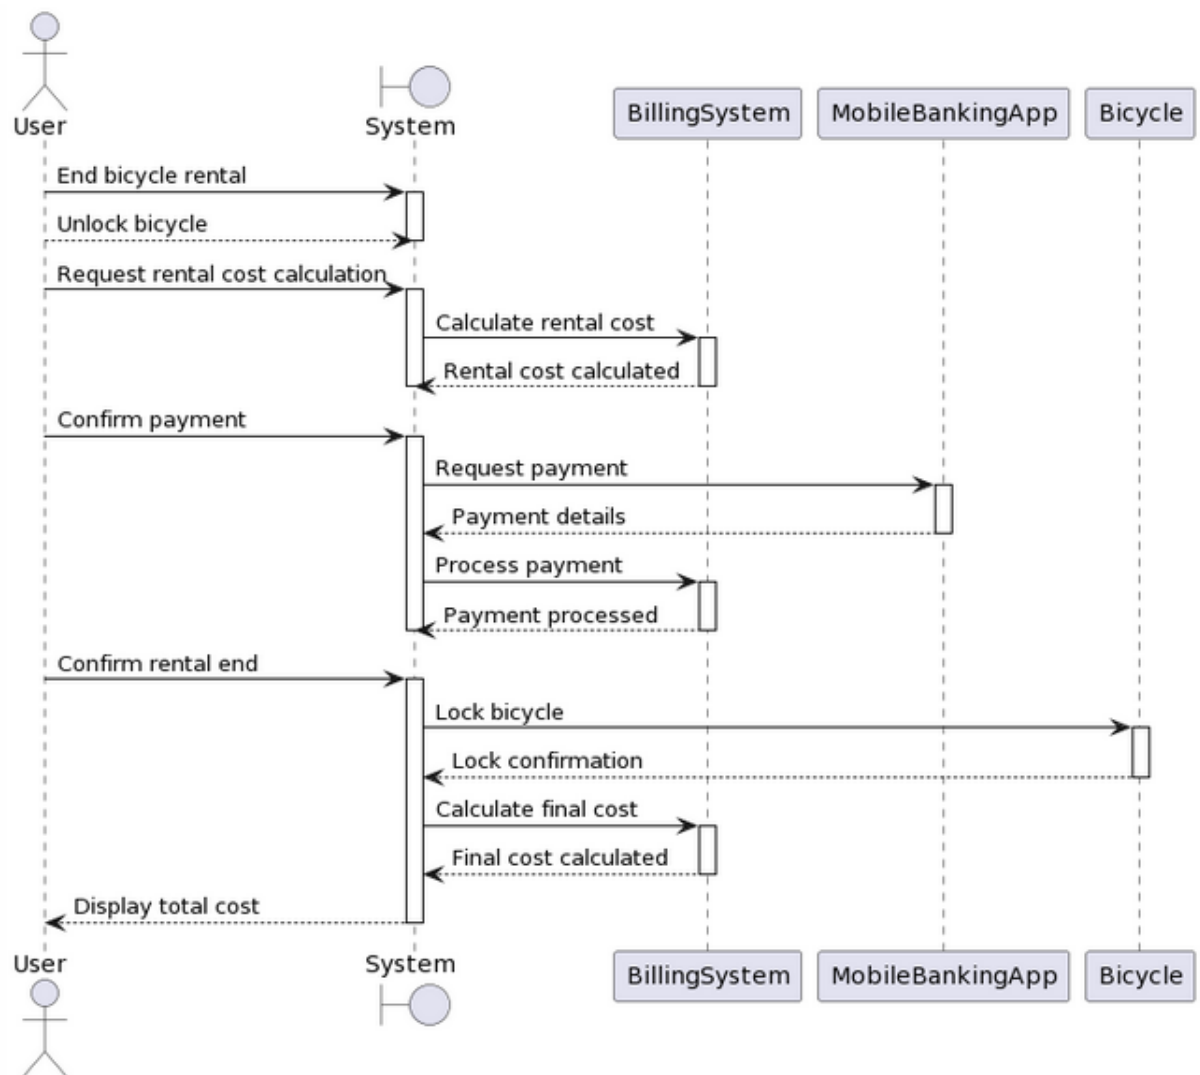 User
System
BillingSystem
MobileBankingApp
Bicycle
End bicycle rental
Unlock bicycle
Request rental cost calculation
Calculate rental cost
Rental cost calculated
Confirm payment
Request payment
Payment details
Process payment
Payment processed
Confirm rental end
Lock bicycle
Lock confirmation
Calculate final cost
Final cost calculated
Display total cost
User
System
BillingSystem
MobileBankingApp
Bicycle